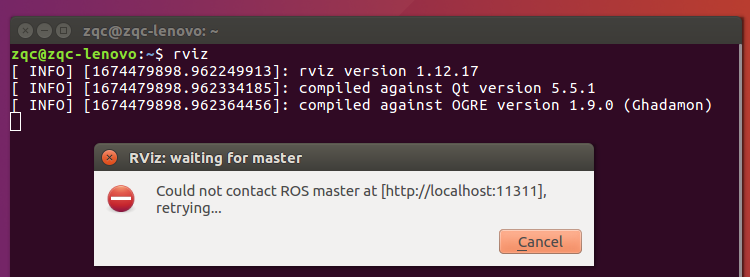 zqc@zqc-lenovo: ~
zqc@zqc-lenovo:~$ rviz
[ INFO] [1674479898.962249913]: rviz version 1.12.17
[ INFO] [1674479898.962334185]: compiled against Qt version 5.5.1
[ INFO] [1674479898.962364456]: compiled against OGRE version 1.9.0 (Ghadamon)
RViz: waiting for master
Could not contact ROS master at [http://localhost:11311],
retrying...
Cancel